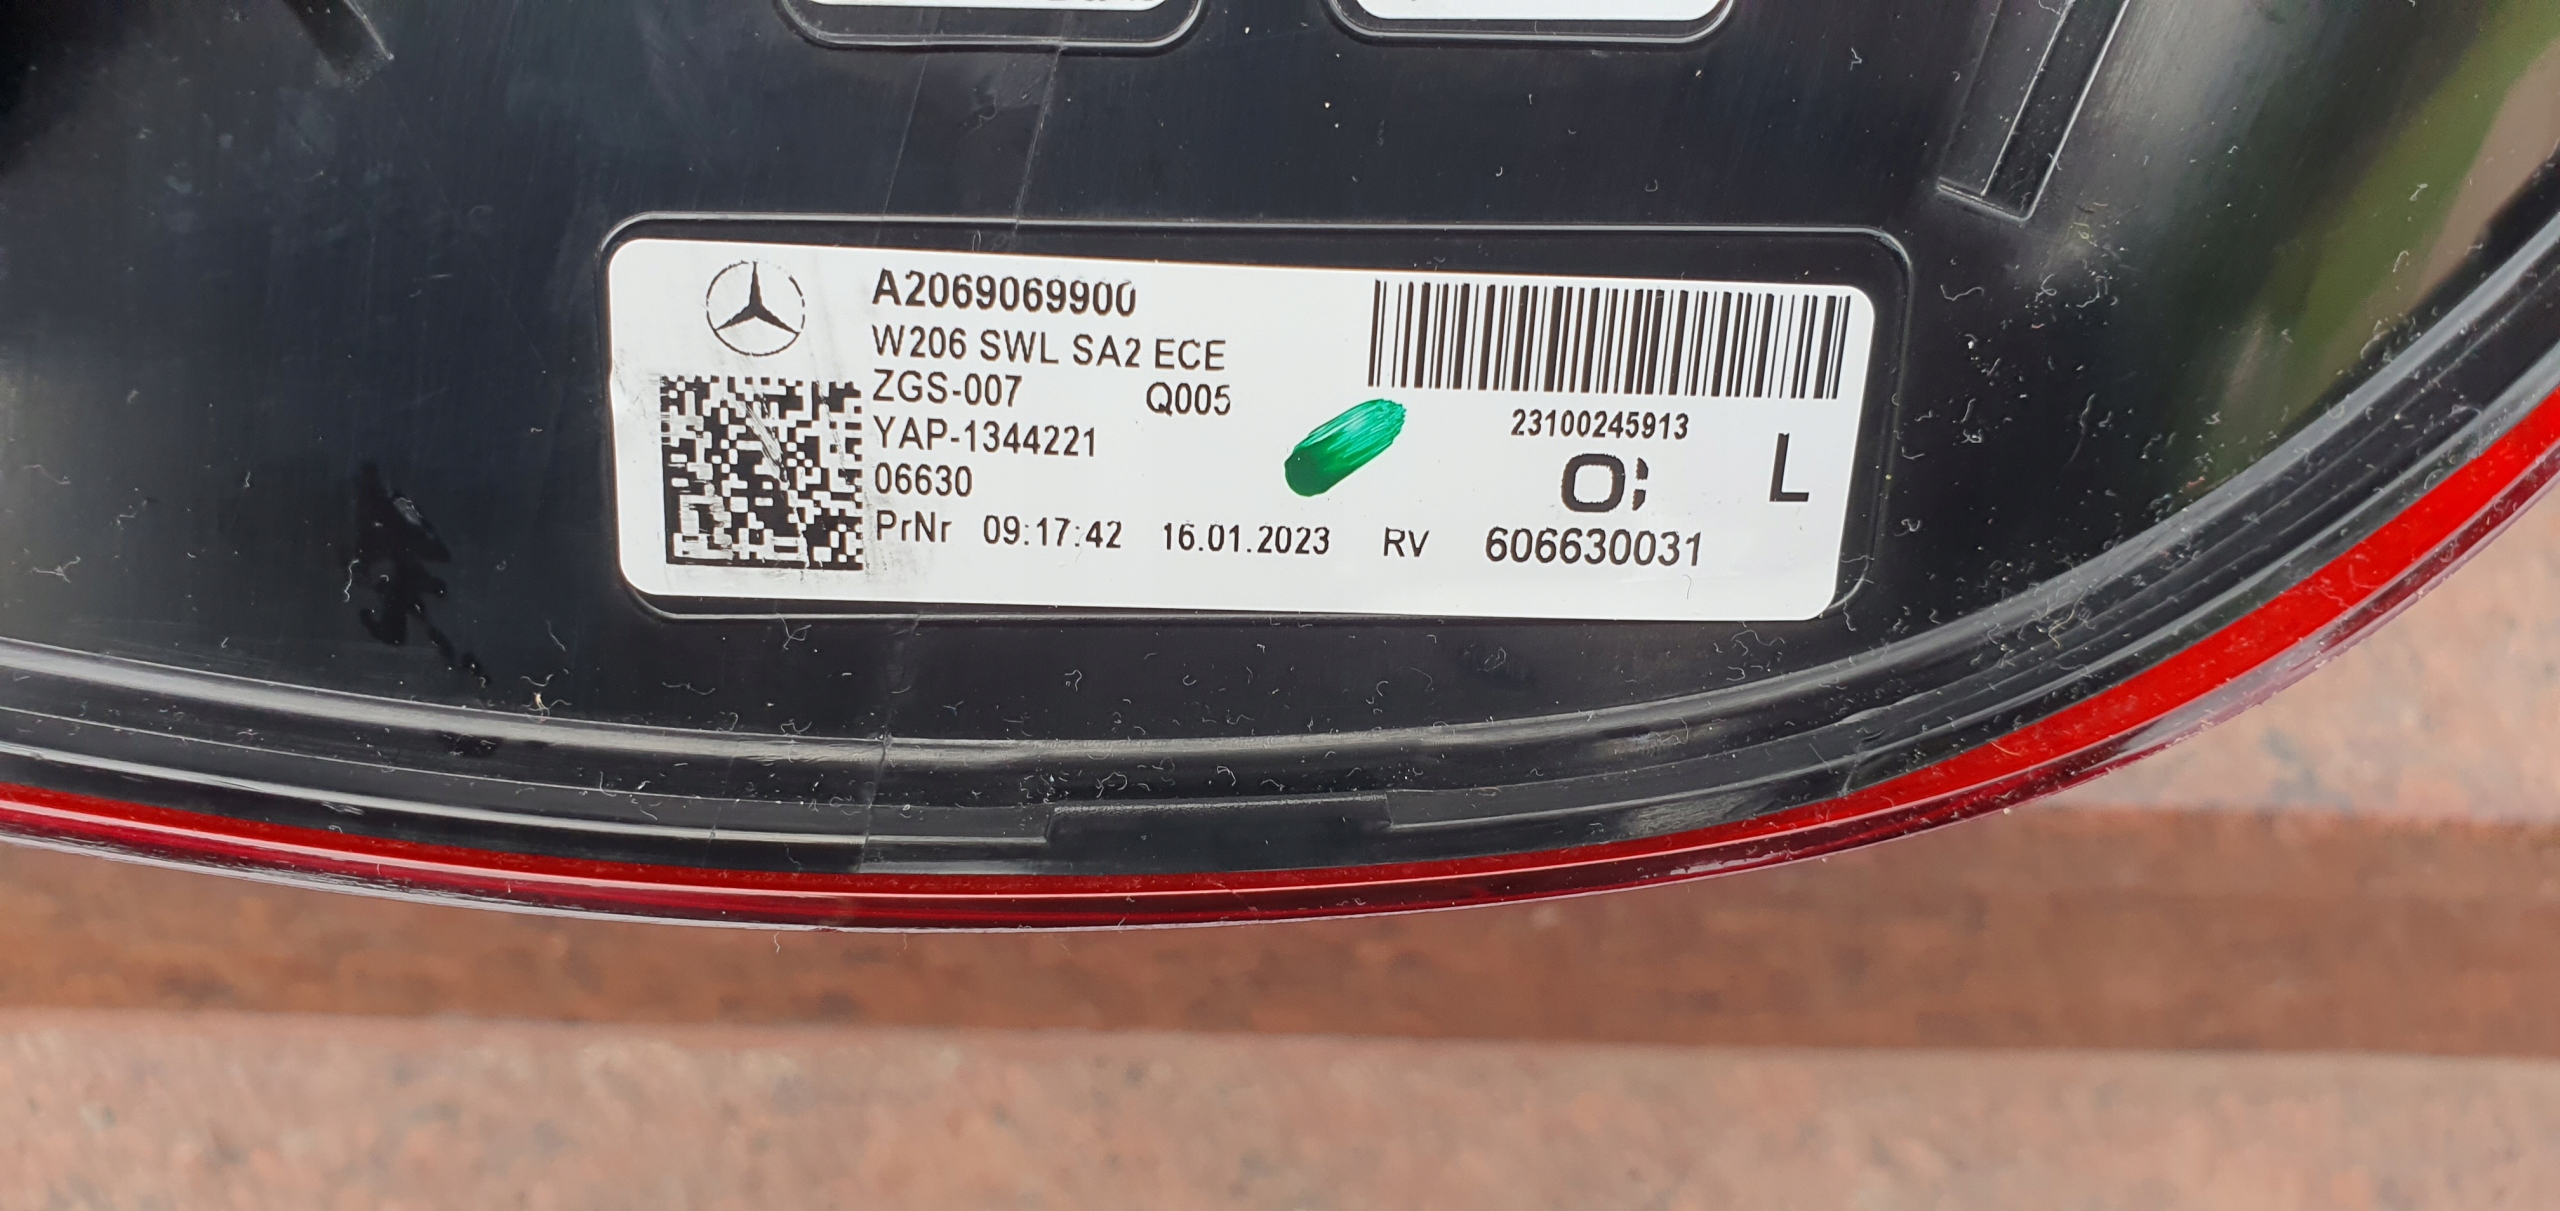 A2069069900
W206 SWL SA2 ECE
ZGS-007 Q005
YAP-1344221
06630
PrNr 09:17:42 16.01.2023 RV 606630031
23100245913
L